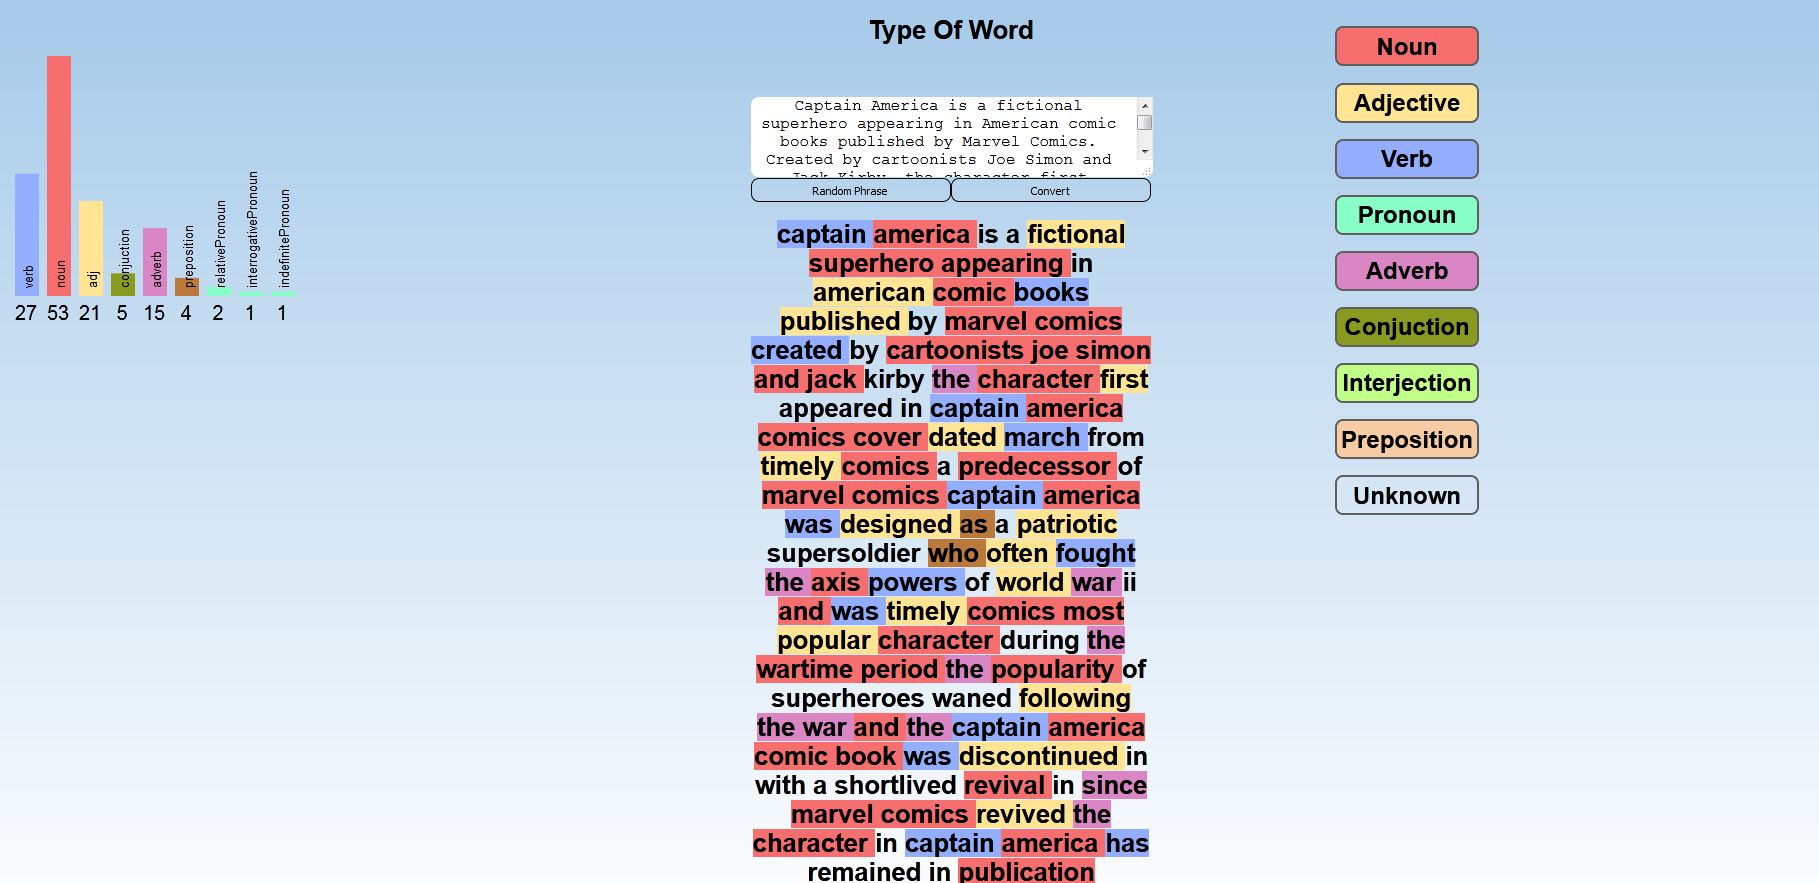 Type Of Word
Captain America is a fictional
superhero appearing in American comic
books published by Marvel Comics.
Created by cartoonists Joe Simon and
Jack Kirby, the character first
Random Phrase
Convert
verb
noun
adj
conjuction
adverb
preposition
relativePronoun
interrogativePronoun
indefinitePronoun
27 53 21 5 15 4 2 1 1
captain america is a fictional
superhero appearing in
american comic books
published by marvel comics
created by cartoonists joe simon
and jack kirby the character first
appeared in captain america
comics cover dated march from
timely comics a predecessor of
marvel comics captain america
was designed as a patriotic
supersoldier who often fought
the axis powers of world war ii
and was timely comics most
popular character during the
wartime period the popularity of
superheroes waned following
the war and the captain america
comic book was discontinued in
with a shortlived revival in since
marvel comics revived the
character in captain america has
remained in publication
Noun
Adjective
Verb
Pronoun
Adverb
Conjuction
Interjection
Preposition
Unknown